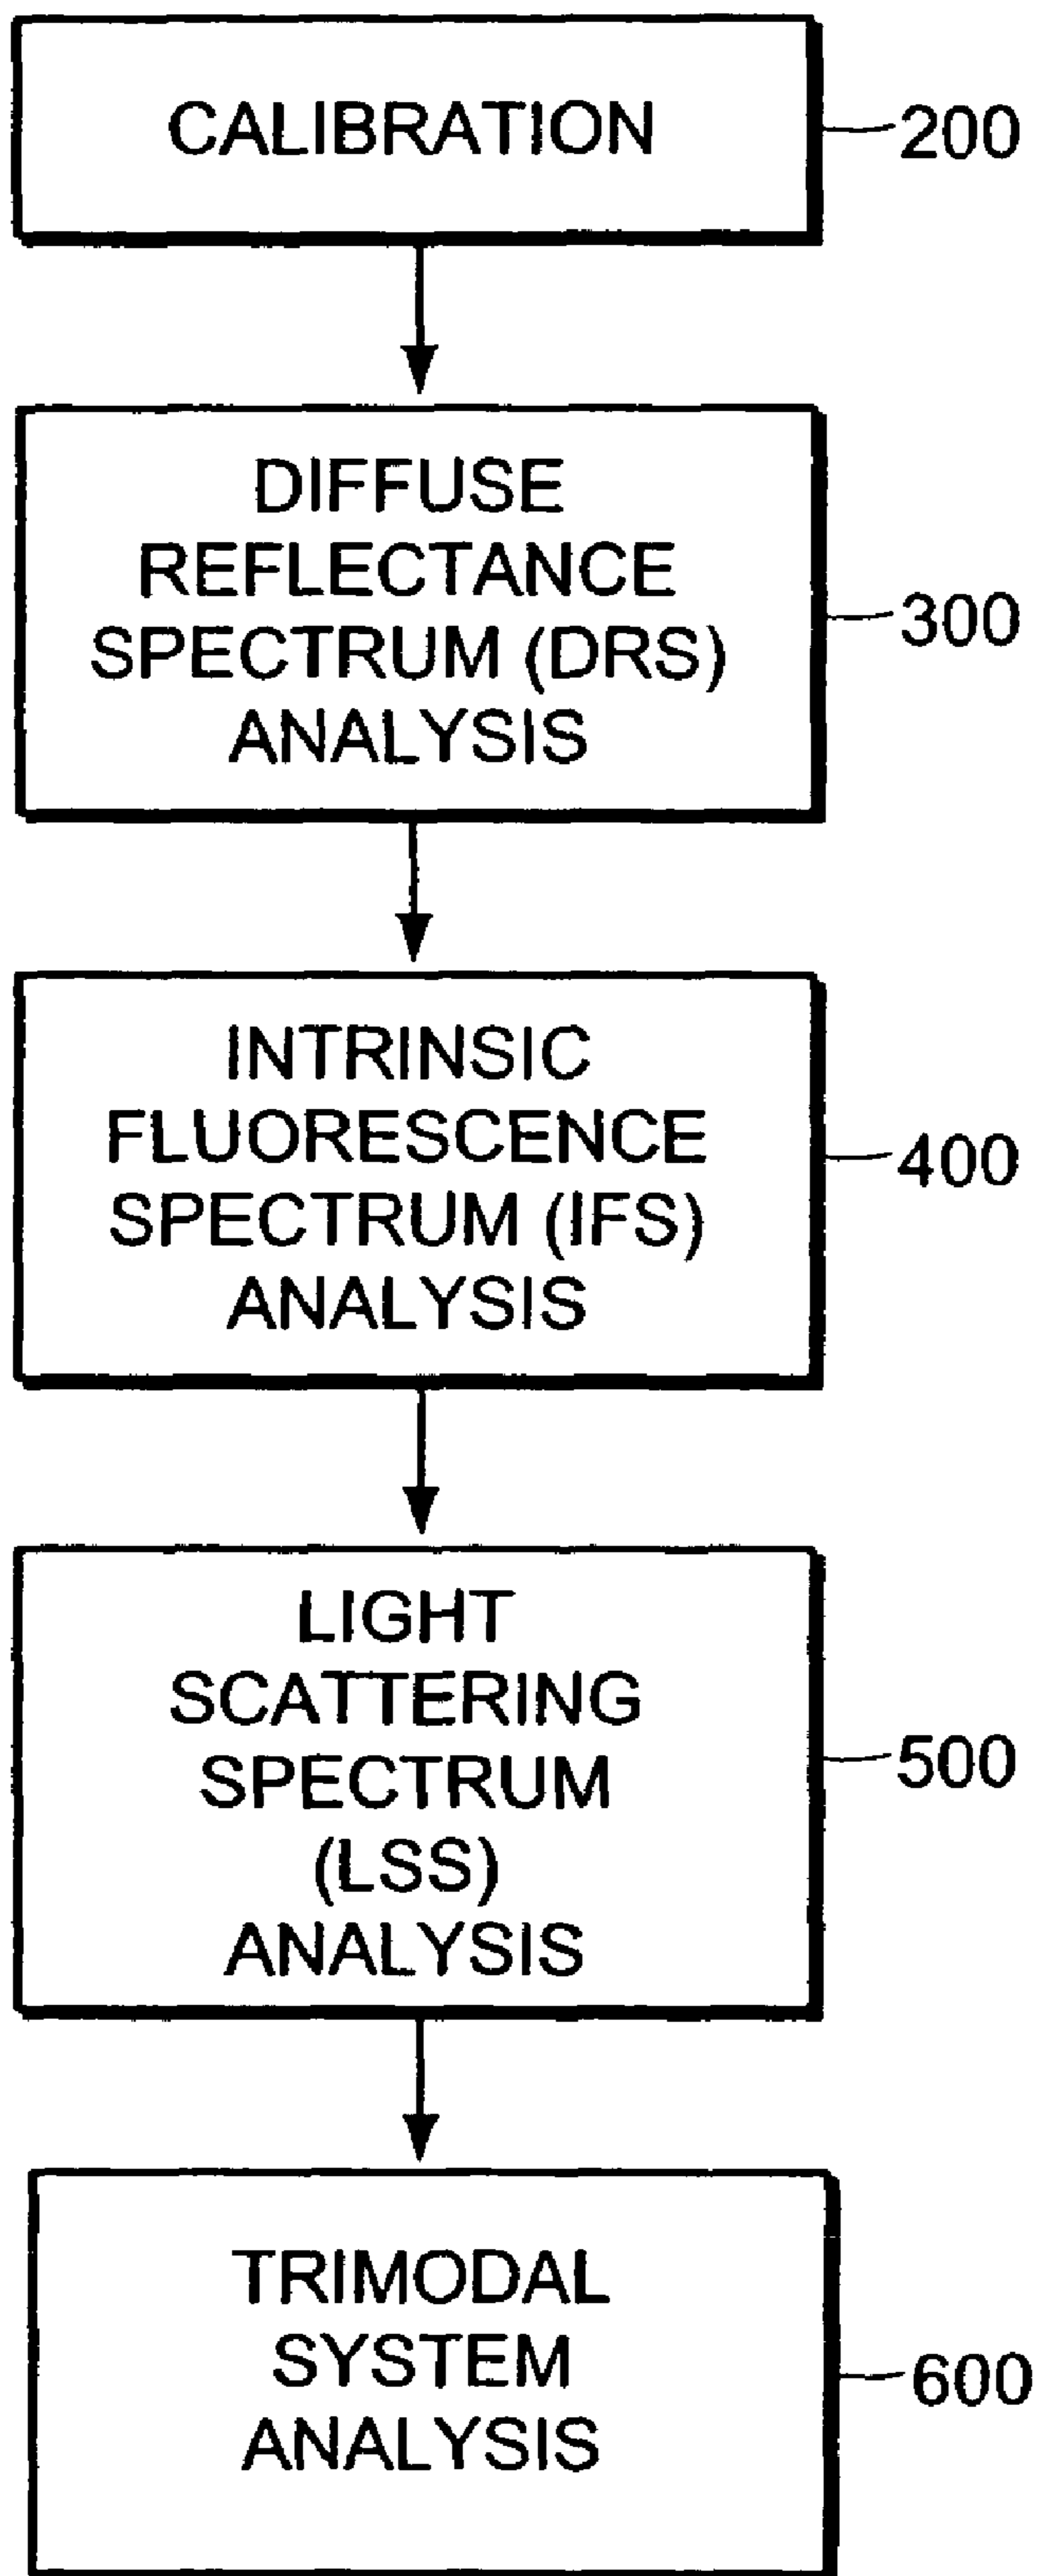 CALIBRATION
200
DIFFUSE
REFLECTANCE
SPECTRUM (DRS)
ANALYSIS
300
INTRINSIC
FLUORESCENCE
SPECTRUM (IFS)
ANALYSIS
400
LIGHT
SCATTERING
SPECTRUM
(LSS)
ANALYSIS
500
TRIMODAL
SYSTEM
ANALYSIS
600